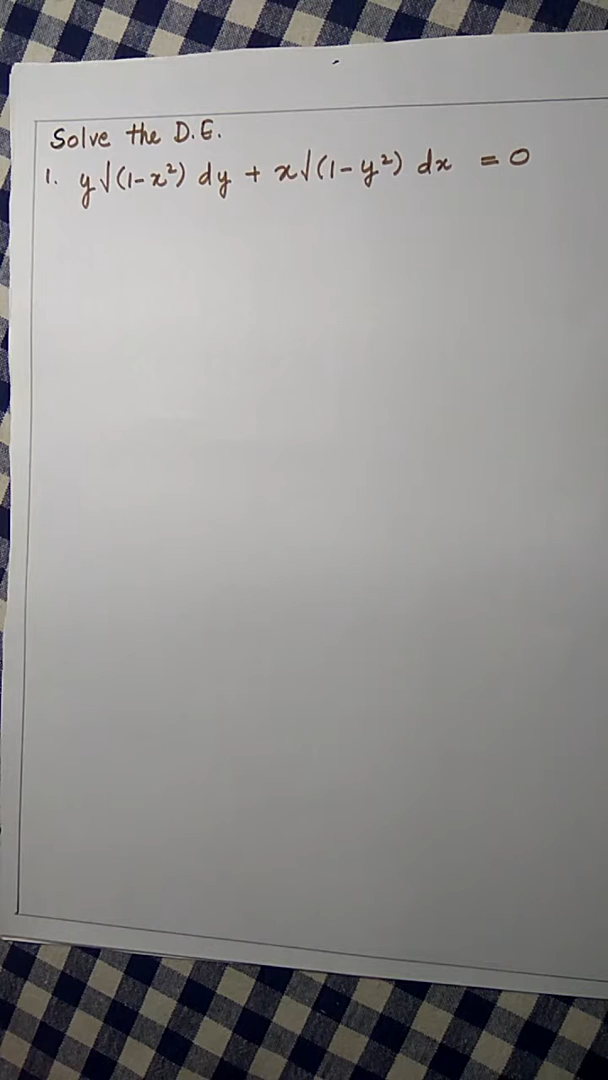 Solve the D.E.
1. y√(1-x²) dy + x√(1-y²) dx = 0